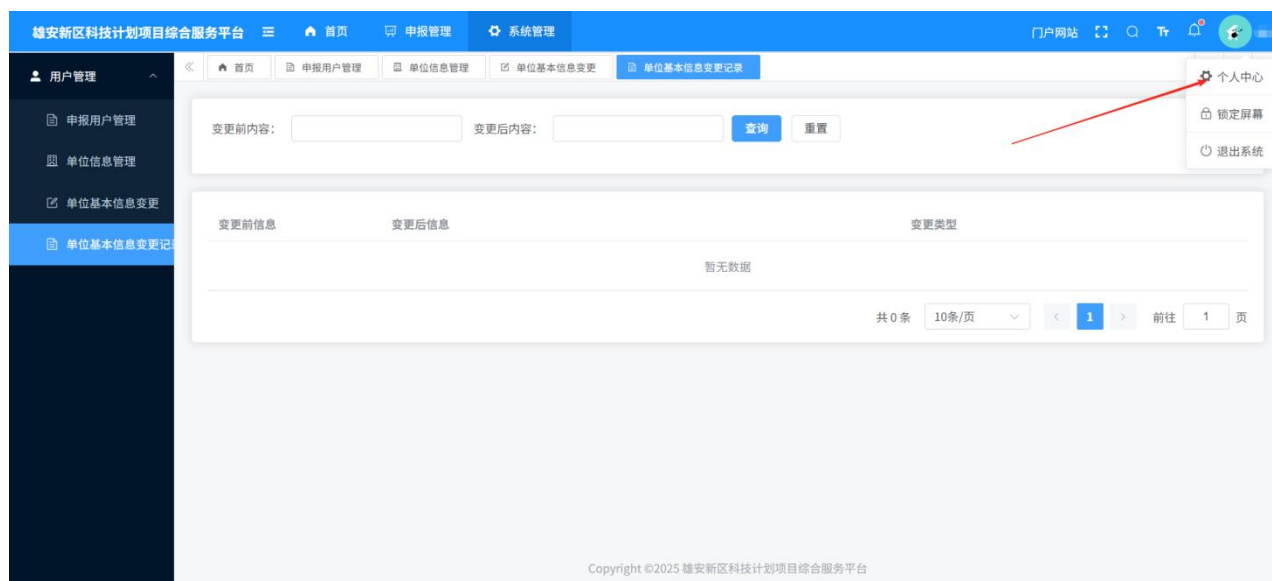 雄安新区科技计划项目综合服务平台 首页 申报管理 系统管理 门户网站 Tт
用户管理 首页 申报用户管理 单位信息管理 单位基本信息变更 单位基本信息变更记录
个人中心
锁定屏幕
退出系统
申报用户管理
单位信息管理
单位基本信息变更
单位基本信息变更记
变更前内容: 变更后内容: 查询 重置
变更前信息 变更后信息 变更类型
暂无数据
共 0 条 10条/页 1 前往 1 页
Copyright ©2025 雄安新区科技计划项目综合服务平台